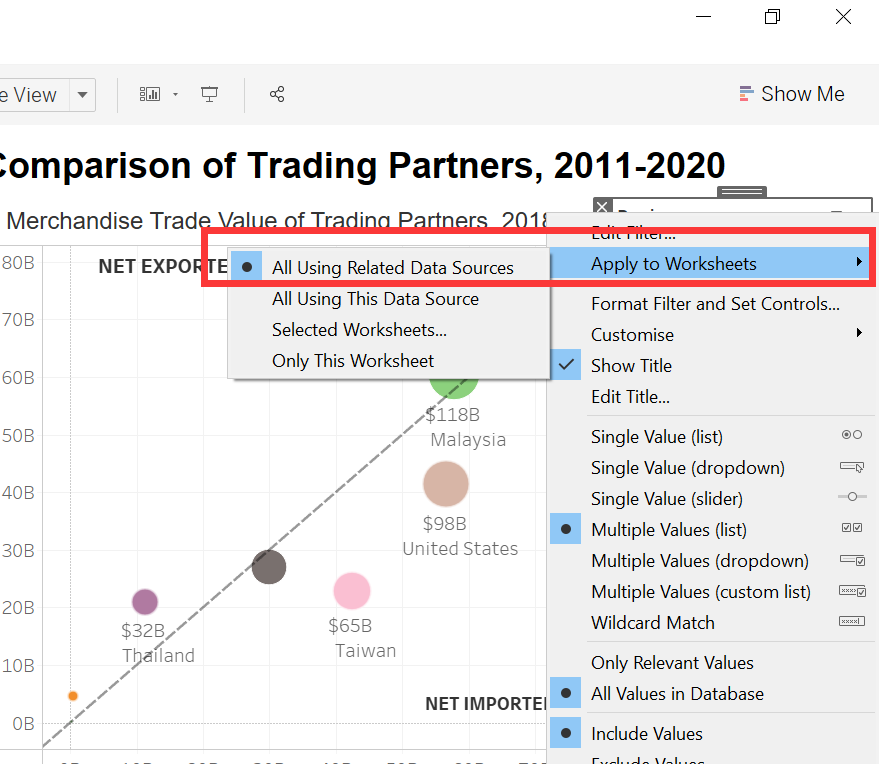 e View
Show Me
Comparison of Trading Partners, 2011-2020
Merchandise Trade Value of Trading Partners, 2018
Edit Filter...
80B
NET EXPORTE
All Using Related Data Sources
Apply to Worksheets
All Using This Data Source
Format Filter and Set Controls...
70B
Selected Worksheets...
Customise
Only This Worksheet
Show Title
60B
Edit Title...
$118B
Malaysia
50B
Single Value (list)
Single Value (dropdown)
40B
Single Value (slider)
$98B
United States
Multiple Values (list)
30B
Multiple Values (dropdown)
Multiple Values (custom list)
20B
$32B
Thailand
$65B
Taiwan
Wildcard Match
10B
Only Relevant Values
All Values in Database
NET IMPORTE
0B
Include Values
Exclude Values